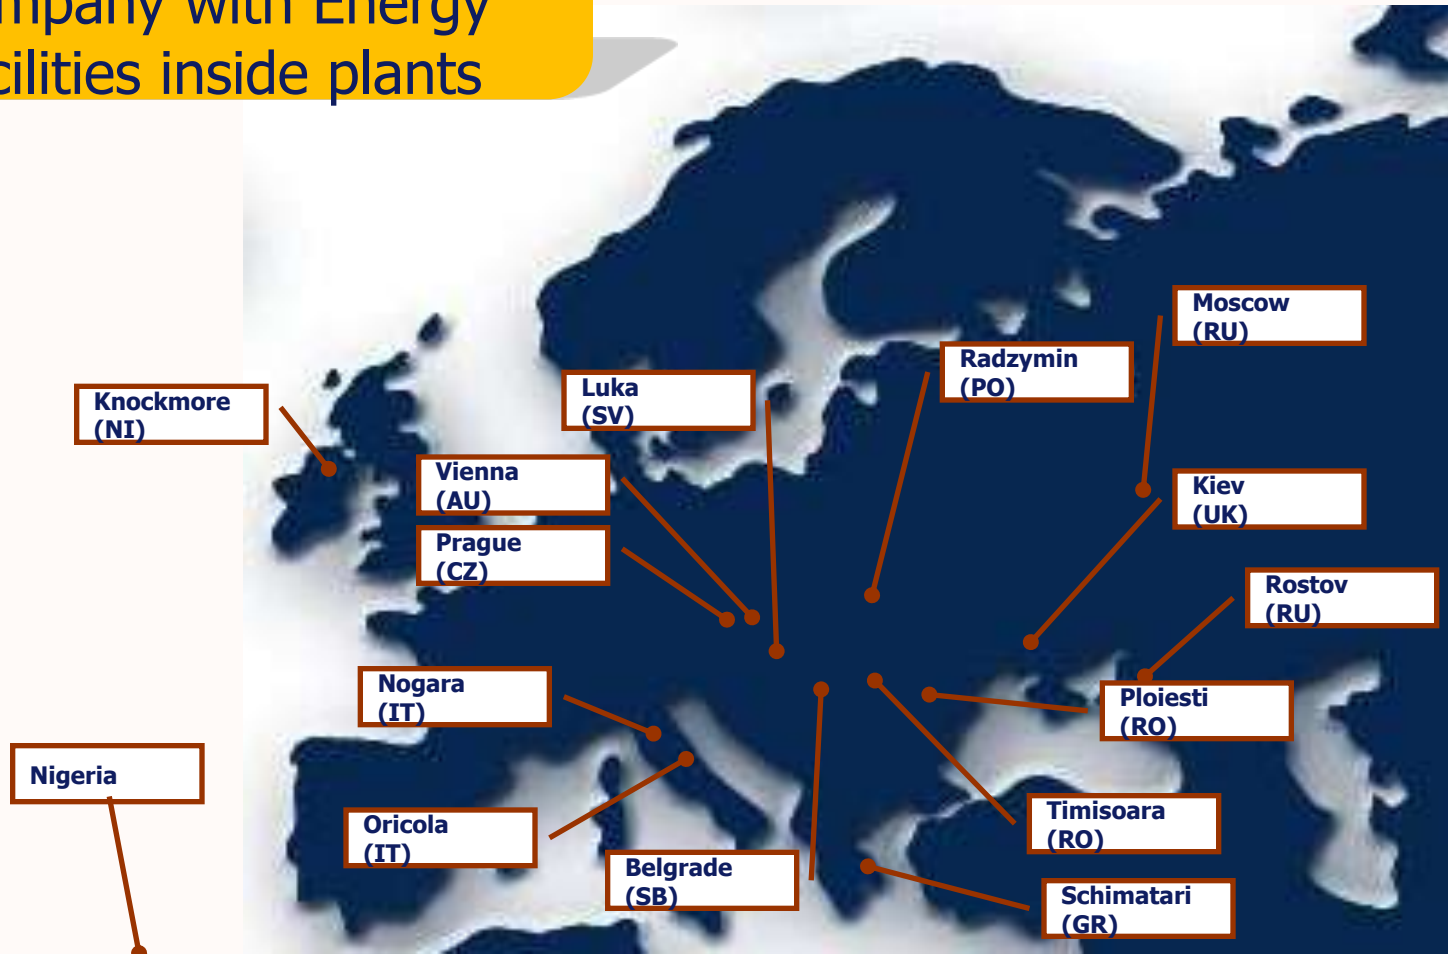 mpany with Energy
cilities inside plants
Moscow
(RU)
Radzymin
(PO)
Luka
(SV)
Knockmore
(NI)
Vienna
(AU)
Kiev
(UK)
Prague
(CZ)
Rostov
(RU)
Nogara
(IT)
Ploiesti
(RO)
Nigeria
Timisoara
(RO)
Oricola
(IT)
Belgrade
(SB)
Schimatari
(GR)